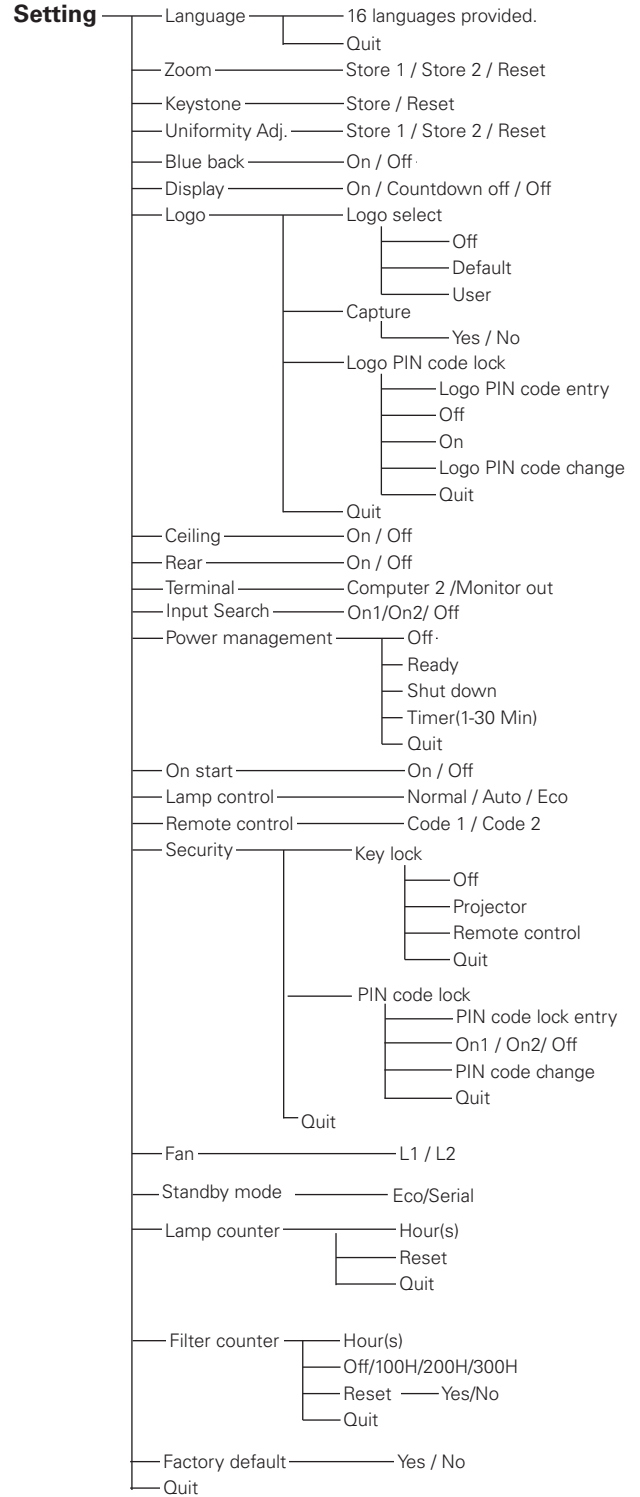 Setting Language 16 languages provided.
Quit
Zoom Store 1 / Store 2 / Reset
Keystone Store / Reset
Uniformity Adj. Store 1 / Store 2 / Reset
Blue back On / Off
Display On / Countdown off / Off
Logo Logo select
Off
Default
User
Capture
Yes / No
Logo PIN code lock
Logo PIN code entry
Off
On
Logo PIN code change
Quit
Quit
Ceiling On / Off
Rear On / Off
Terminal Computer 2 /Monitor out
Input Search On1/On2/ Off
Power management Off
Ready
Shut down
Timer(1-30 Min)
Quit
On start On / Off
Lamp control Normal / Auto / Eco
Remote control Code 1 / Code 2
Security Key lock
Off
Projector
Remote control
Quit
PIN code lock
PIN code lock entry
On1 / On2/ Off
PIN code change
Quit
Quit
Fan L1 / L2
Standby mode Eco/Serial
Lamp counter Hour(s)
Reset
Quit
Filter counter Hour(s)
Off/100H/200H/300H
Reset Yes/No
Quit
Factory default Yes / No
Quit